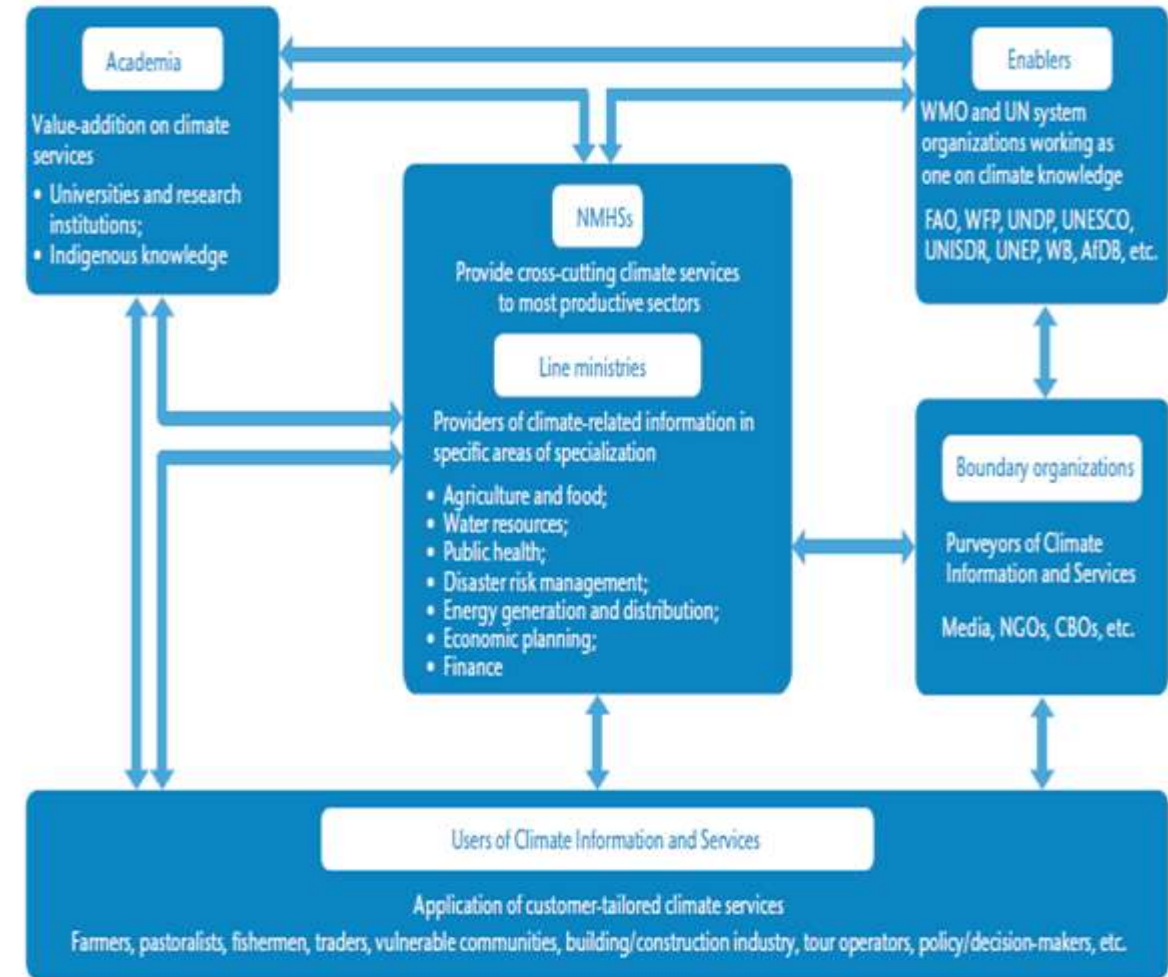 Academia
Value-addition on climate
services
• Universities and research
institutions;
• Indigenous knowledge
Enablers
WMO and UN system
organizations working as
one on climate knowledge
FAO, WFP, UNDP, UNESCO,
UNISDR, UNEP, WB, AfDB, etc.
NMHSs
Provide cross-cutting climate services
to most productive sectors
Line ministries
Providers of climate-related information in
specific areas of specialization
• Agriculture and food;
• Water resources;
• Public health;
• Disaster risk management;
• Energy generation and distribution;
• Economic planning;
• Finance
Boundary organizations
Purveyors of Climate
Information and Services
Media, NGOs, CBOs, etc.
Users of Climate Information and Services
Application of customer-tailored climate services
Farmers, pastoralists, fishermen, traders, vulnerable communities, building/construction industry, tour operators, policy/decision-makers, etc.